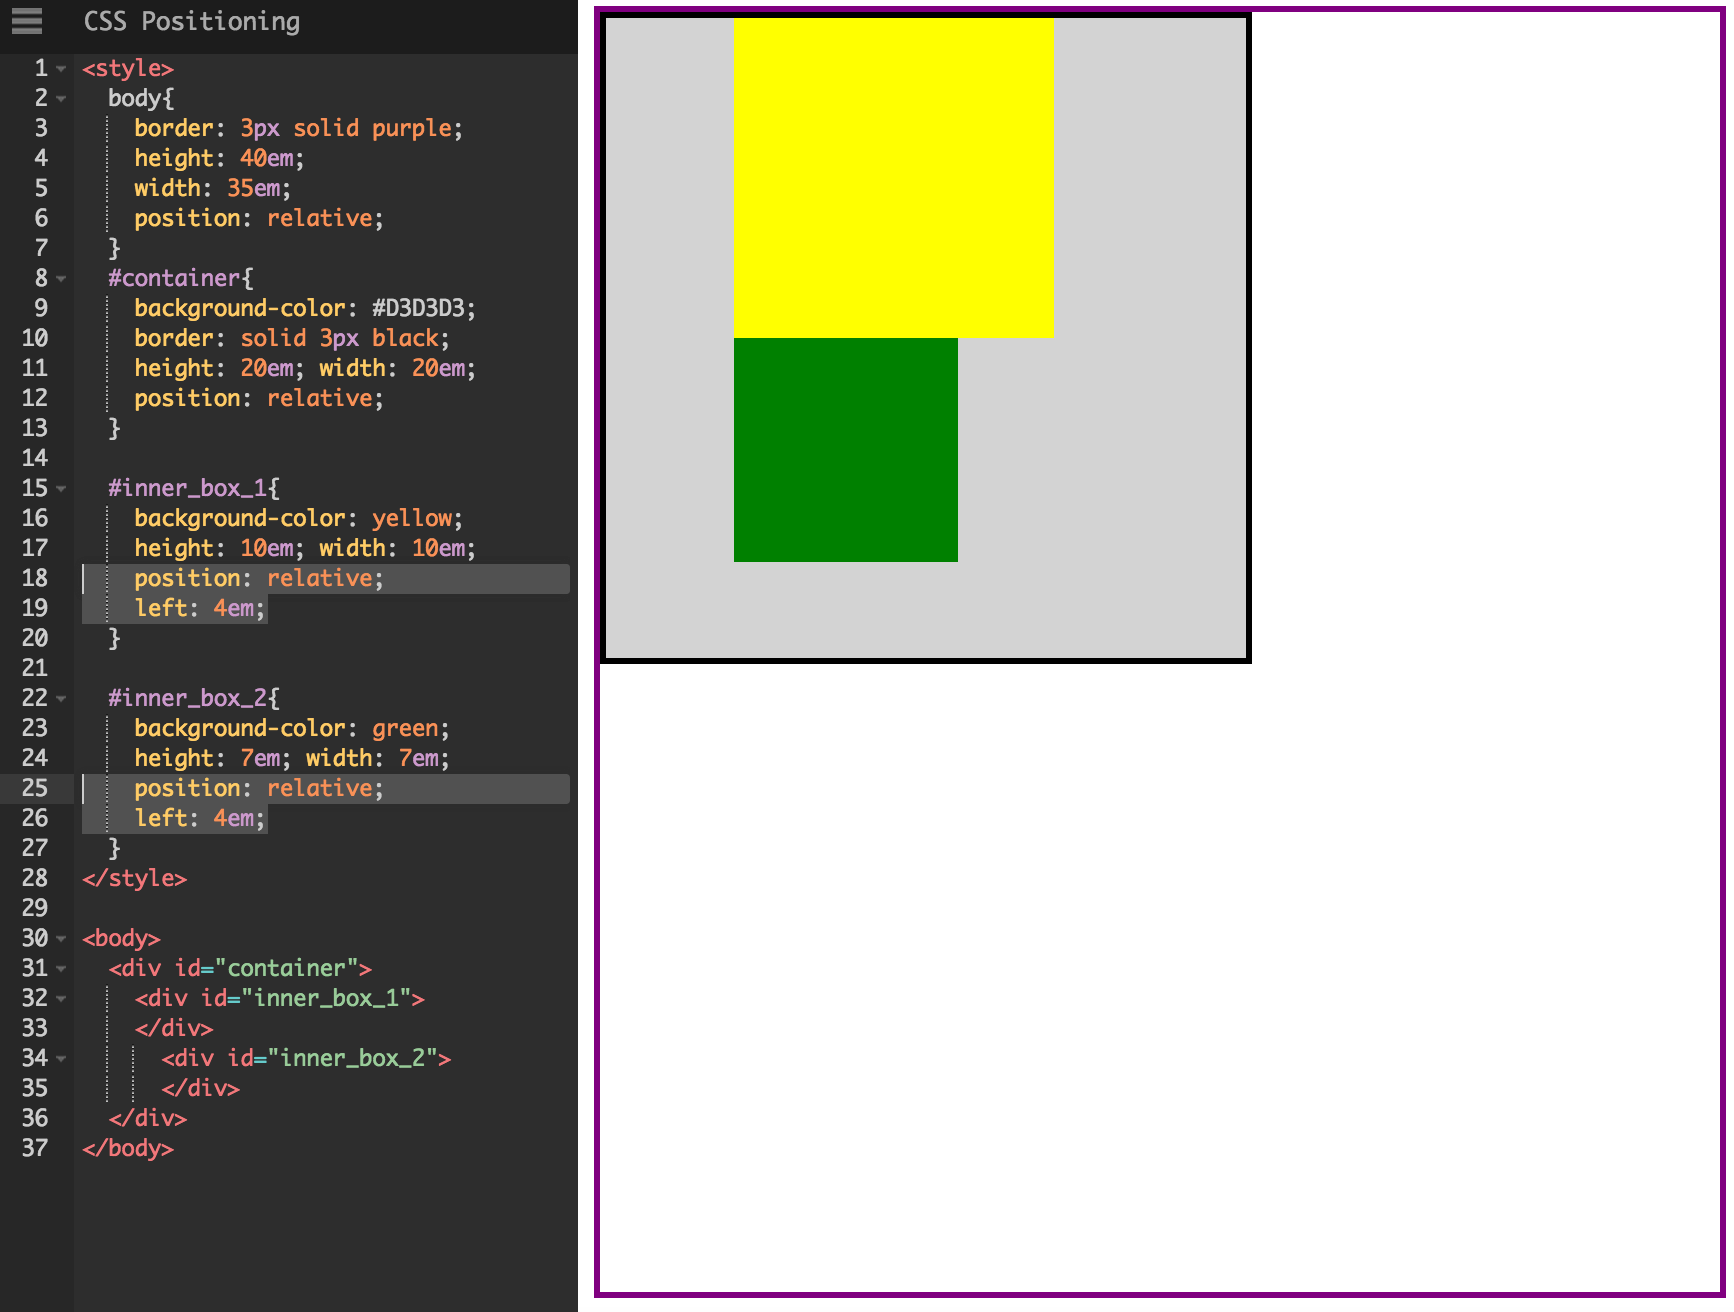 CSS Positioning
1 <style>
2 body{
3 border: 3px solid purple;
4 height: 40em;
5 width: 35em;
6 position: relative;
7 }
8 #container{
9 background-color: #D3D3D3;
10 border: solid 3px black;
11 height: 20em; width: 20em;
12 position: relative;
13 }
14
15 #inner_box_1{
16 background-color: yellow;
17 height: 10em; width: 10em;
18 position: relative;
19 left: 4em;
20 }
21
22 #inner_box_2{
23 background-color: green;
24 height: 7em; width: 7em;
25 position: relative;
26 left: 4em;
27 }
28 </style>
29
30 <body>
31 <div id="container">
32 <div id="inner_box_1">
33 </div>
34 <div id="inner_box_2">
35 </div>
36 </div>
37 </body>